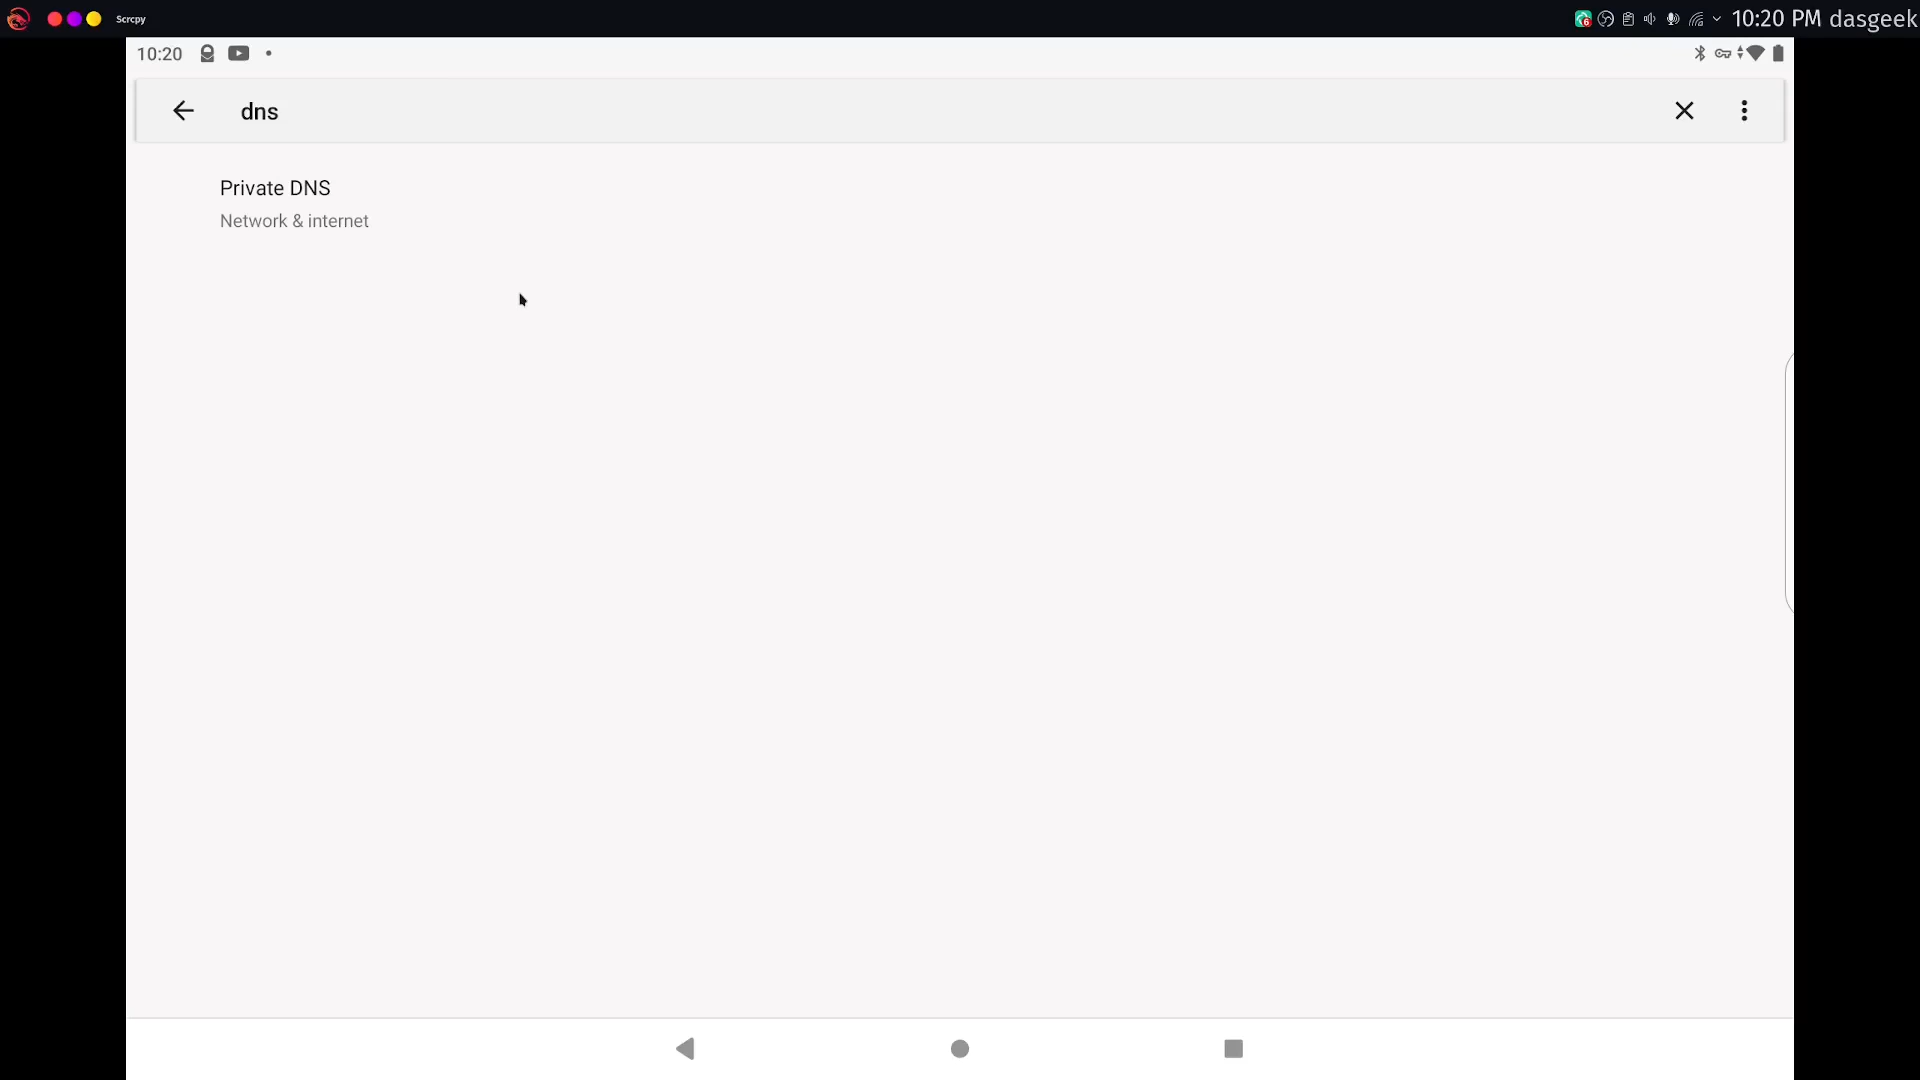 Scrcpy
10:20 PM dasgeek
10:20
dns
Private DNS
Network & internet